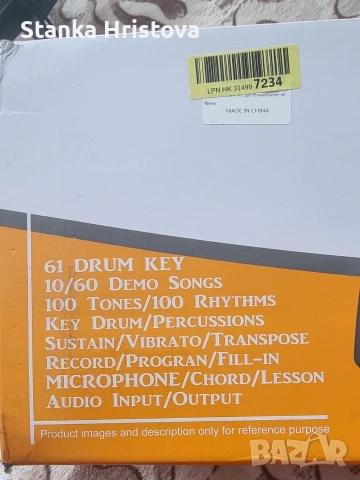 Stanka Hristova
LPN HK 314997234
New
MADE IN CHINA
61 DRUM KEY
10/60 DEMO SONGS
100 TONES/100 RHYTHMS
KEY DRUM/PERCUSSIONS
SUSTAIN/VIBRATO/TRANSPOSE
RECORD/PROGRAN/FILL-IN
MICROPHONE/CHORD/LESSON
AUDIO INPUT/OUTPUT
Product images and description only for reference purpose
BAZAR